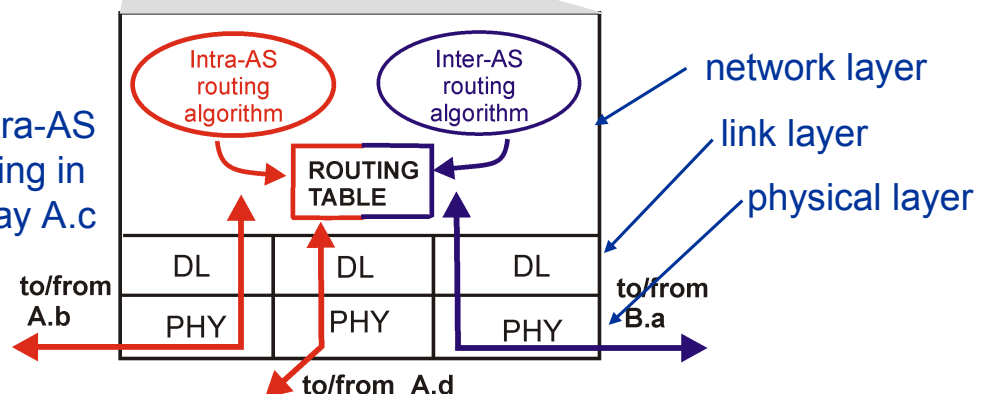 Intra-AS
routing
algorithm
Inter-AS
routing
algorithm
network layer
ra-AS
ing in
ay A.c
ROUTING
TABLE
link layer
physical layer
DL
DL
DL
to/from
A.b
PHY
PHY
PHY
to/from
B.a
to/from A.d